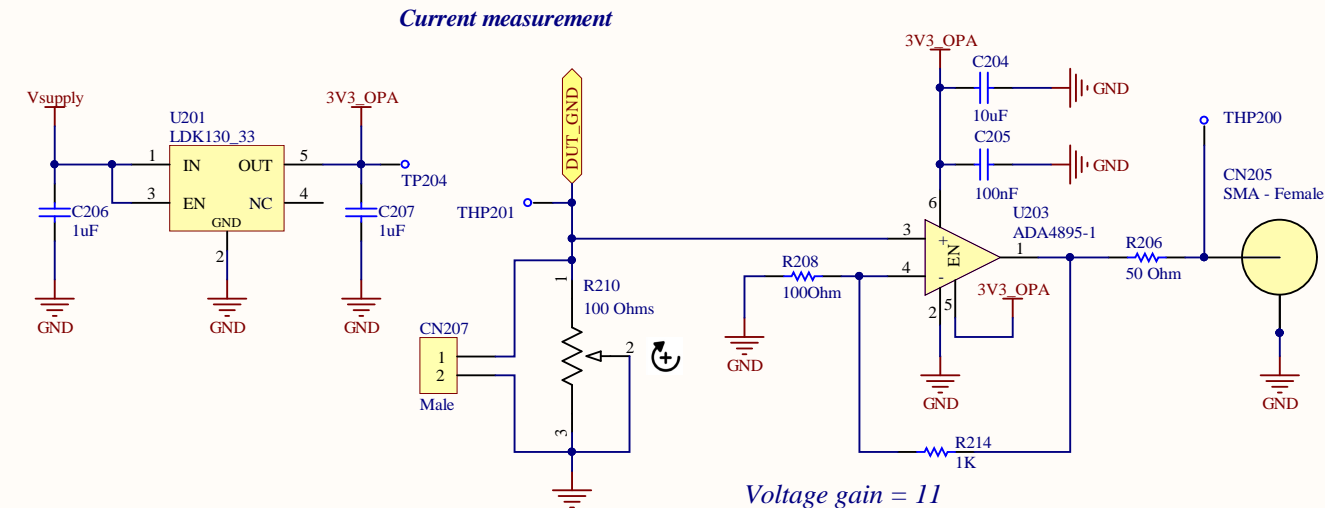 Current measurement
Vsupply
3V3_OPA
U201
LDK130_33
1
IN
OUT
5
3
EN
NC
4
GND
2
TP204
C206
1uF
C207
1uF
GND
GND
GND
DUT_GND
THP201
1
R210
100 Ohms
2
3
CN207
1
2
Male
3V3_OPA
C204
10uF
GND
C205
100nF
GND
6
U203
ADA4895-1
3
+
EN
1
4
-
2
5
3V3_OPA
GND
R208
100Ohm
GND
R214
1K
R206
50 Ohm
THP200
CN205
SMA - Female
GND
Voltage gain = 11